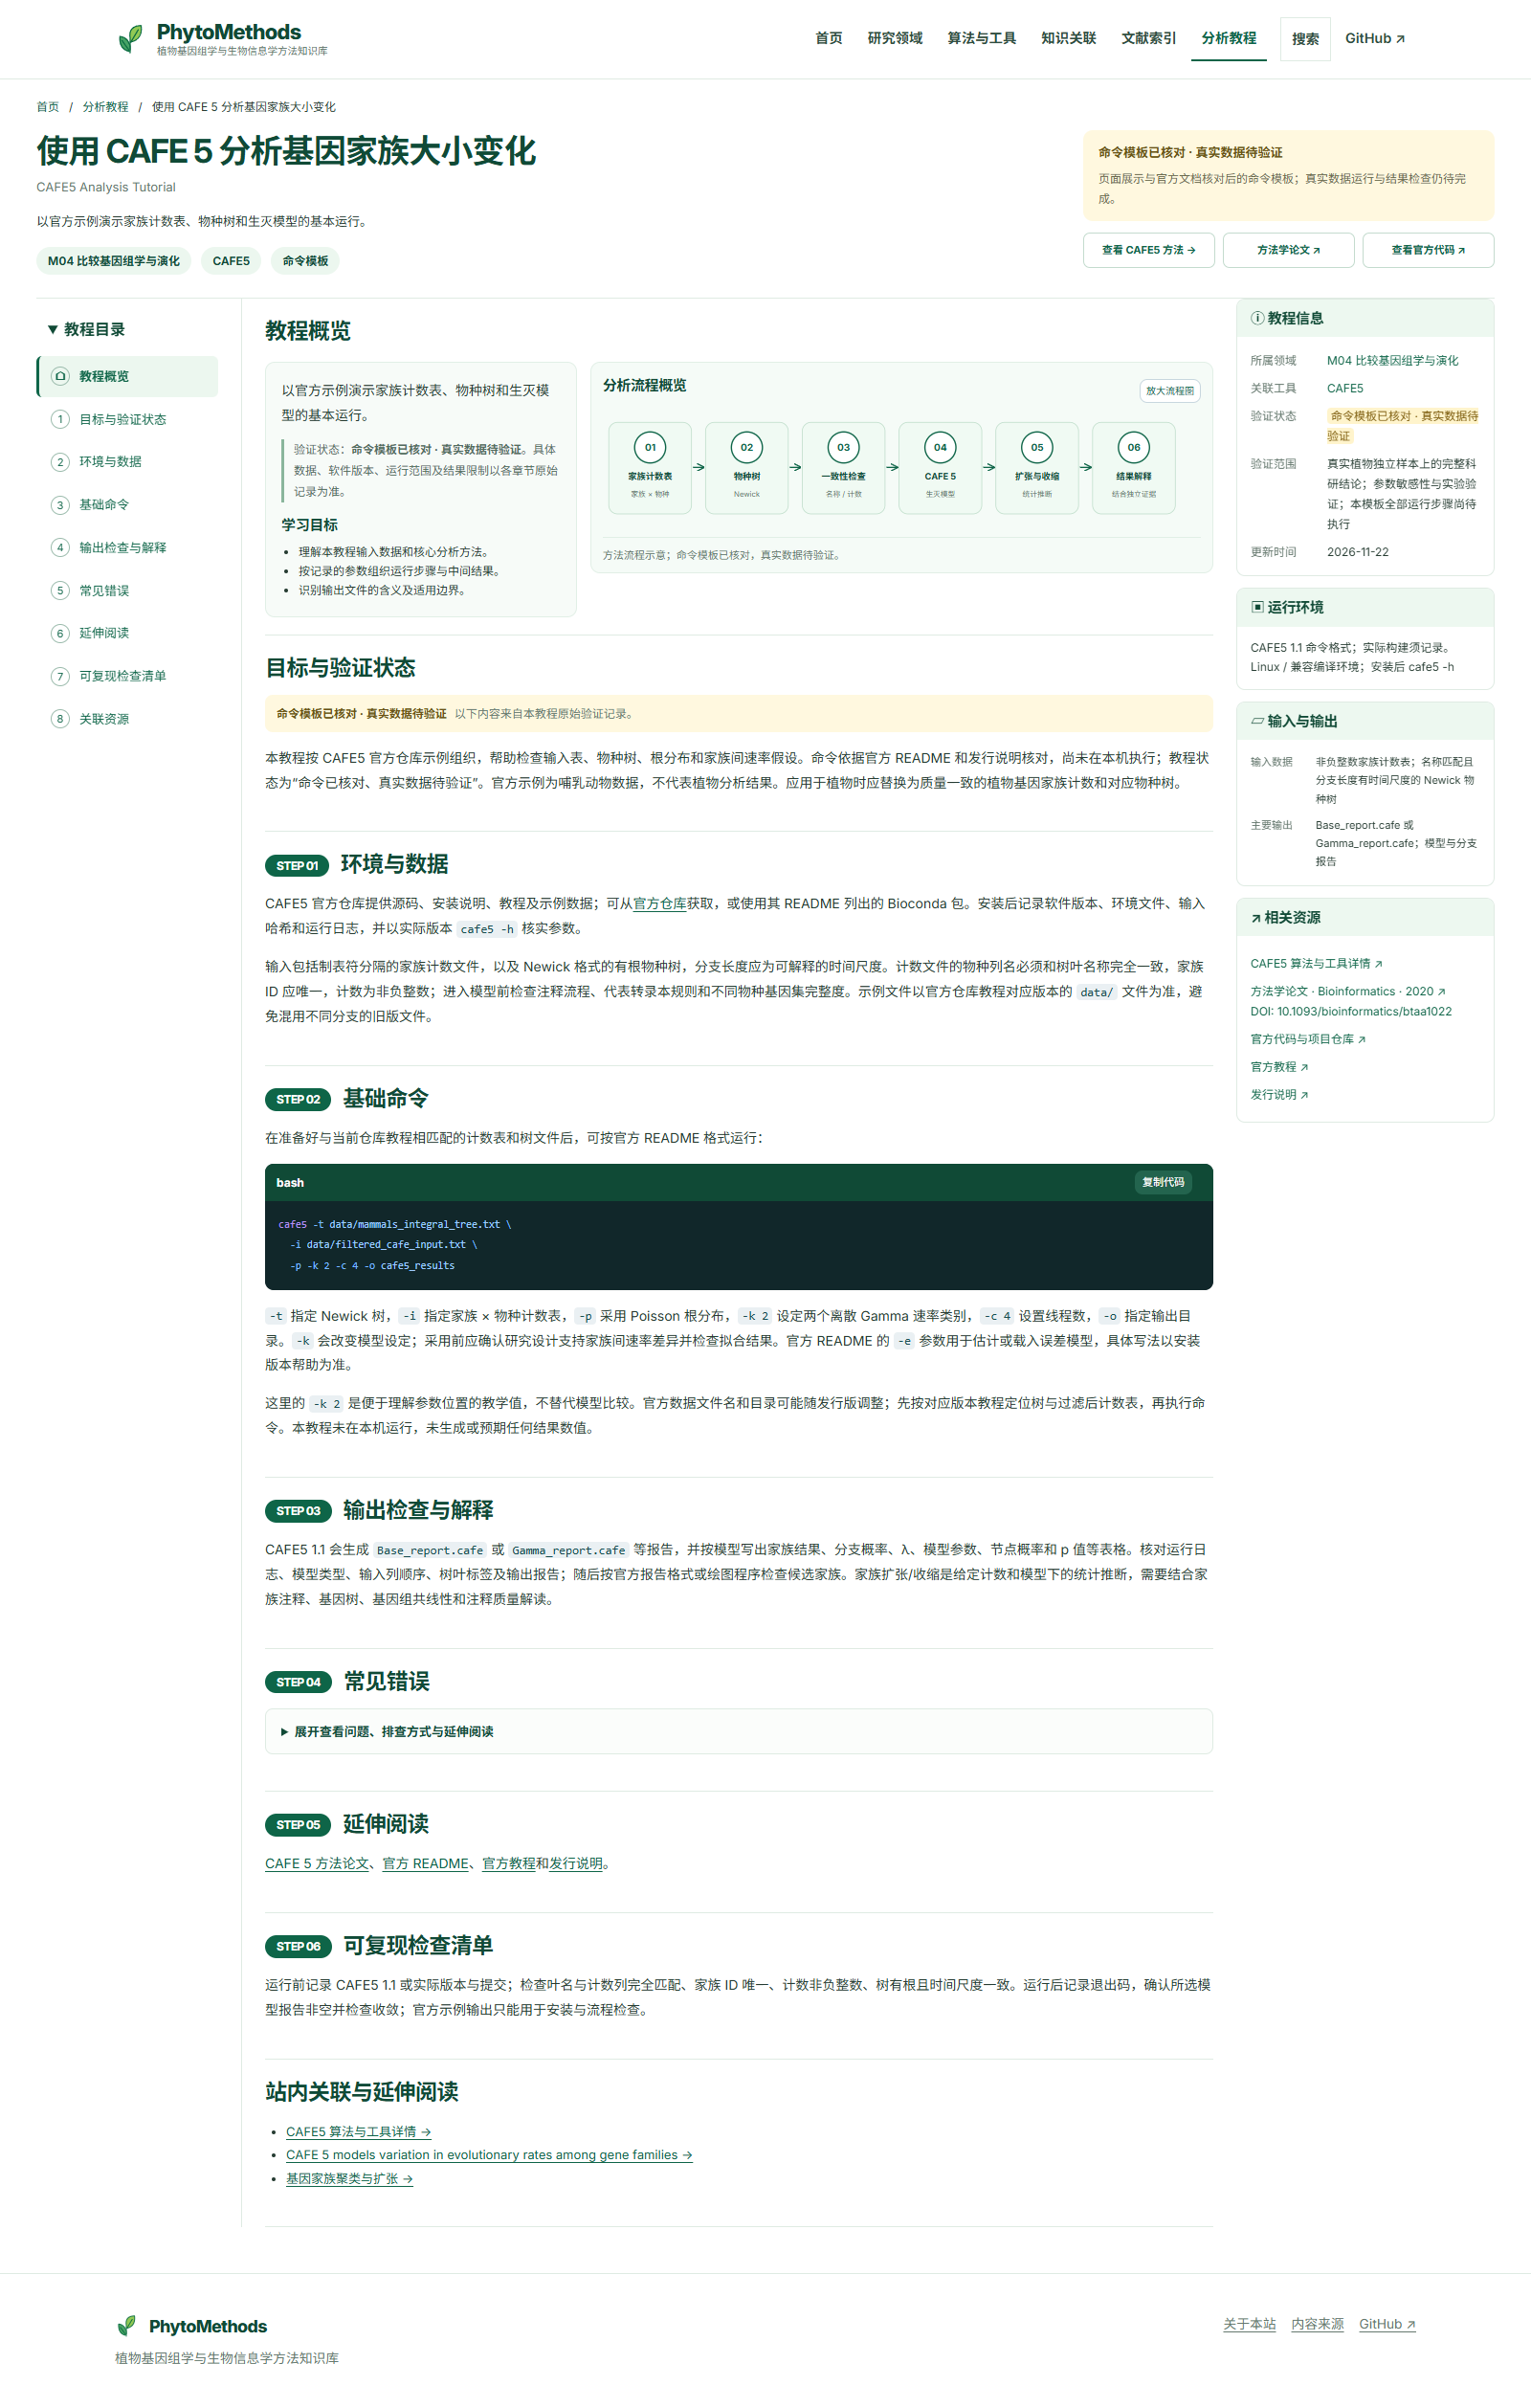 PhytoMethods
植物基因组学与生物信息学方法知识库
首页 研究领域 算法与工具 知识关联 文献索引 分析教程 搜索 GitHub ↗
首页 / 分析教程 / 使用 CAFE 5 分析基因家族大小变化
使用 CAFE 5 分析基因家族大小变化
CAFE5 Analysis Tutorial
以官方示例演示家族计数表、物种树和生灭模型的基本运行。
M04 比较基因组学与演化 CAFE5 命令模板
命令模板已核对 · 真实数据待验证
页面展示与官方文档核对后的命令模板；真实数据运行与结果检查仍待完
成。
查看 CAFE5 方法 → 方法学论文 ↗ 查看官方代码 ↗
▼ 教程目录
教程概览
1 目标与验证状态
2 环境与数据
3 基础命令
4 输出检查与解释
5 常见错误
6 延伸阅读
7 可复现检查清单
8 关联资源
教程概览
以官方示例演示家族计数表、物种树和生灭模
型的基本运行。
验证状态：命令模板已核对 · 真实数据待验证。具体
数据、软件版本、运行范围及结果限制以各章节原始
记录为准。
学习目标
• 理解本教程输入数据和核心分析方法。
• 按记录的参数组织运行步骤与中间结果。
• 识别输出文件的含义及适用边界。
分析流程概览
放大流程图
01 家族计数表 家族 × 物种
02 物种树 Newick
03 一致性检查 名称 / 计数
04 CAFE 5 生灭模型
05 扩张与收缩 统计推断
06 结果解释 结合独立证据
方法流程示意；命令模板已核对，真实数据待验证。
目标与验证状态
命令模板已核对 · 真实数据待验证 以下内容来自本教程原始验证记录。
本教程按 CAFE5 官方仓库示例组织，帮助检查输入表、物种树、根分布和家族间速率假设。命令依据官方 README 和发行说明核对，尚未在本机执行；教程状
态为“命令已核对、真实数据待验证”。官方示例为哺乳动物数据，不代表植物分析结果。应用于植物时应替换为质量一致的植物基因家族计数和对应物种树。
STEP 01 环境与数据
CAFE5 官方仓库提供源码、安装说明、教程及示例数据；可从官方仓库获取，或使用其 README 列出的 Bioconda 包。安装后记录软件版本、环境文件、输入
哈希和运行日志，并以实际版本 cafe5 -h 核实参数。
输入包括制表符分隔的家族计数文件，以及 Newick 格式的有根物种树，分支长度应为可解释的时间尺度。计数文件的物种列名必须和树叶名称完全一致，家族
ID 应唯一，计数为非负整数；进入模型前检查注释流程、代表转录本规则和不同物种基因集完整度。示例文件以官方仓库教程对应版本的 data/ 文件为准，避
免混用不同分支的旧版文件。
STEP 02 基础命令
在准备好与当前仓库教程相匹配的计数表和树文件后，可按官方 README 格式运行：
bash
复制代码
cafe5 -t data/mammals_integral_tree.txt \
-i data/filtered_cafe_input.txt \
-p -k 2 -c 4 -o cafe5_results
-t 指定 Newick 树，-i 指定家族 × 物种计数表，-p 采用 Poisson 根分布，-k 2 设定两个离散 Gamma 速率类别，-c 4 设置线程数，-o 指定输出目
录。-k 会改变模型设定；采用前应确认研究设计支持家族间速率差异并检查拟合结果。官方 README 的 -e 参数用于估计或载入误差模型，具体写法以安装
版本帮助为准。
这里的 -k 2 是便于理解参数位置的教学值，不替代模型比较。官方数据文件名和目录可能随发行版调整；先按对应版本教程定位树与过滤后计数表，再执行命
令。本教程未在本机运行，未生成或预期任何结果数值。
STEP 03 输出检查与解释
CAFE5 1.1 会生成 Base_report.cafe 或 Gamma_report.cafe 等报告，并按模型写出家族结果、分支概率、λ、模型参数、节点概率和 p 值等表格。核对运行日
志、模型类型、输入列顺序、树叶标签及输出报告；随后按官方报告格式或绘图程序检查候选家族。家族扩张/收缩是给定计数和模型下的统计推断，需要结合家
族注释、基因树、基因组共线性和注释质量解读。
STEP 04 常见错误
▶ 展开查看问题、排查方式与延伸阅读
STEP 05 延伸阅读
CAFE 5 方法论文、官方 README、官方教程和发行说明。
STEP 06 可复现检查清单
运行前记录 CAFE5 1.1 或实际版本与提交；检查叶名与计数列完全匹配、家族 ID 唯一、计数非负整数、树有根且时间尺度一致。运行后记录退出码，确认所选模
型报告非空并检查收敛；官方示例输出只能用于安装与流程检查。
站内关联与延伸阅读
• CAFE5 算法与工具详情 →
• CAFE 5 models variation in evolutionary rates among gene families →
• 基因家族聚类与扩张 →
教程信息
所属领域 M04 比较基因组学与演化
关联工具 CAFE5
验证状态 命令模板已核对 · 真实数据待
验证
验证范围 真实植物独立样本上的完整科
研结论；参数敏感性与实验验
证；本模板全部运行步骤尚待
执行
更新时间 2026-11-22
运行环境
CAFE5 1.1 命令格式；实际构建须记录。
Linux / 兼容编译环境；安装后 cafe5 -h
输入与输出
输入数据 非负整数家族计数表；名称匹配且
分支长度有时间尺度的 Newick 物
种树
主要输出 Base_report.cafe 或
Gamma_report.cafe；模型与分支
报告
↗ 相关资源
CAFE5 算法与工具详情 ↗
方法学论文 · Bioinformatics · 2020 ↗
DOI: 10.1093/bioinformatics/btaa1022
官方代码与项目仓库 ↗
官方教程 ↗
发行说明 ↗
PhytoMethods
植物基因组学与生物信息学方法知识库
关于本站 内容来源 GitHub ↗